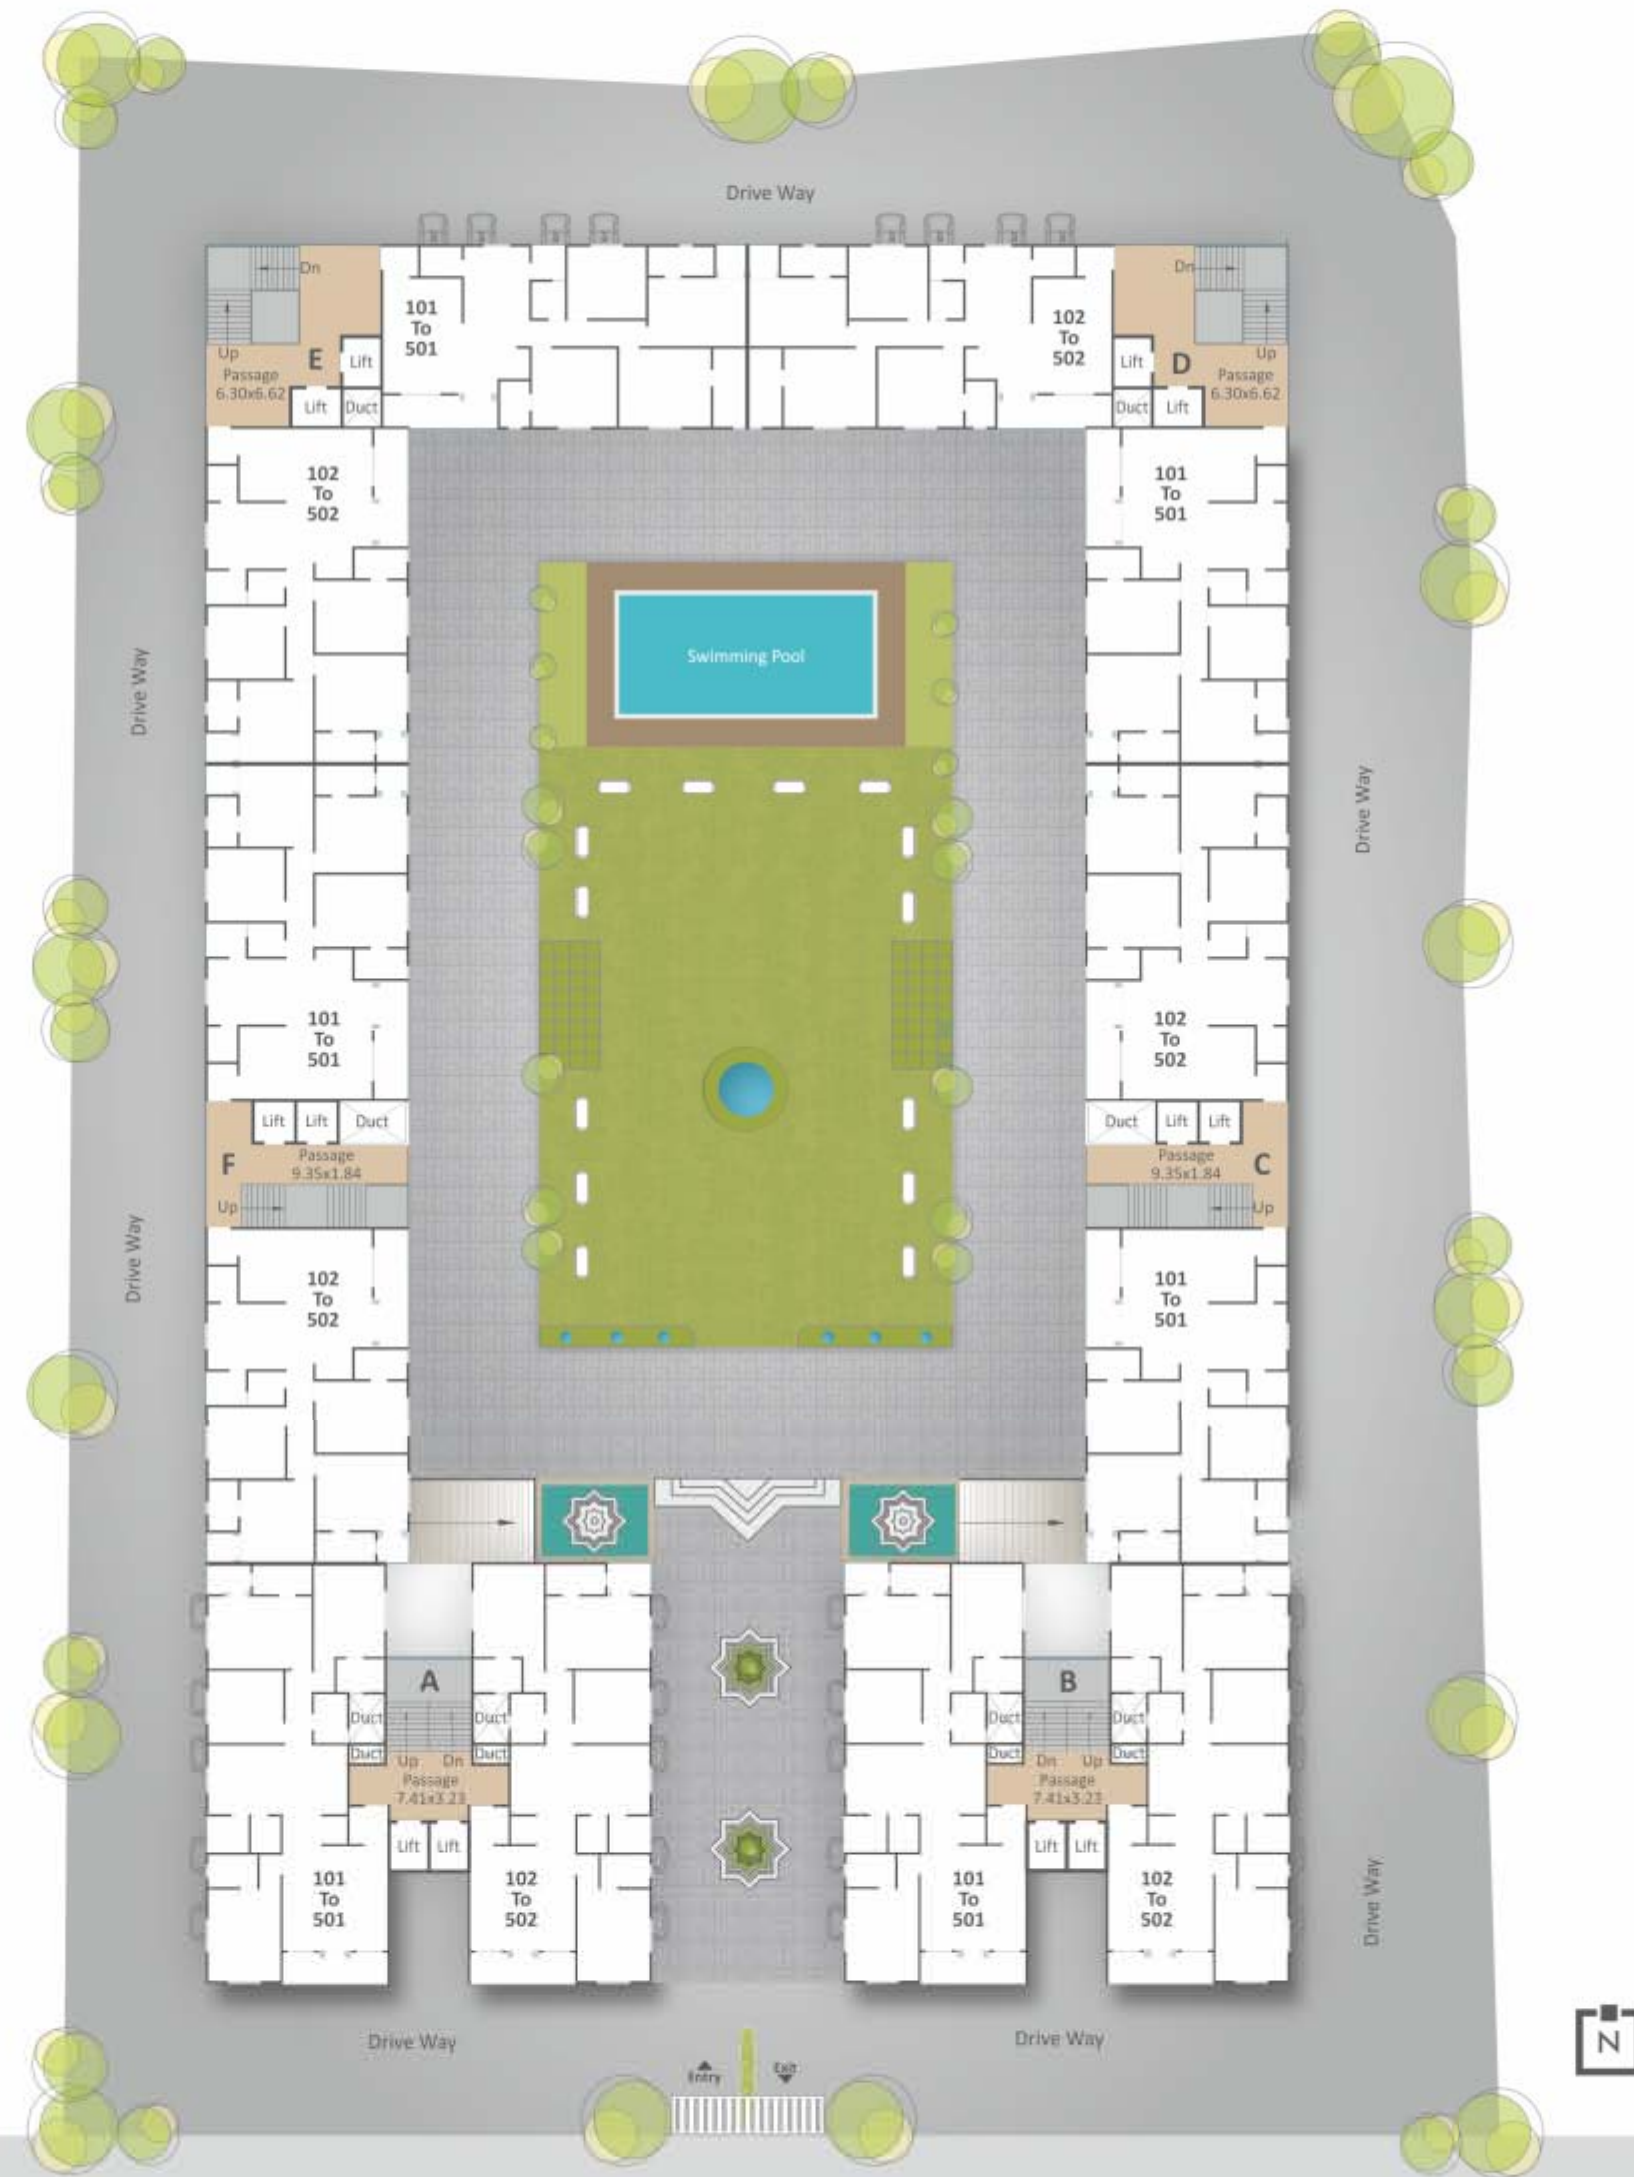 Drive Way
Dn
101
To
501
Up
E
Lift
Passage
6.30x6.62
Lift
Duct
102
To
502
Dn
Up
D
Lift
Passage
6.30x6.62
Duct
Lift
102
To
502
101
To
501
Swimming Pool
Drive Way
Drive Way
101
To
501
102
To
502
Lift
Lift
Duct
F
Passage
9.35x1.84
Up
Duct
Lift
Lift
Passage
9.35x1.84
C
Up
Drive Way
102
To
502
101
To
501
A
Duct
Duct
Duct
Duct
Up
Dn
Passage
7.41x3.23
Lift
Lift
101
To
501
102
To
502
B
Duct
Duct
Duct
Duct
Dn
Up
Passage
7.41x3.23
Lift
Lift
101
To
501
102
To
502
Drive Way
Drive Way
Drive Way
Entry
Exit
N